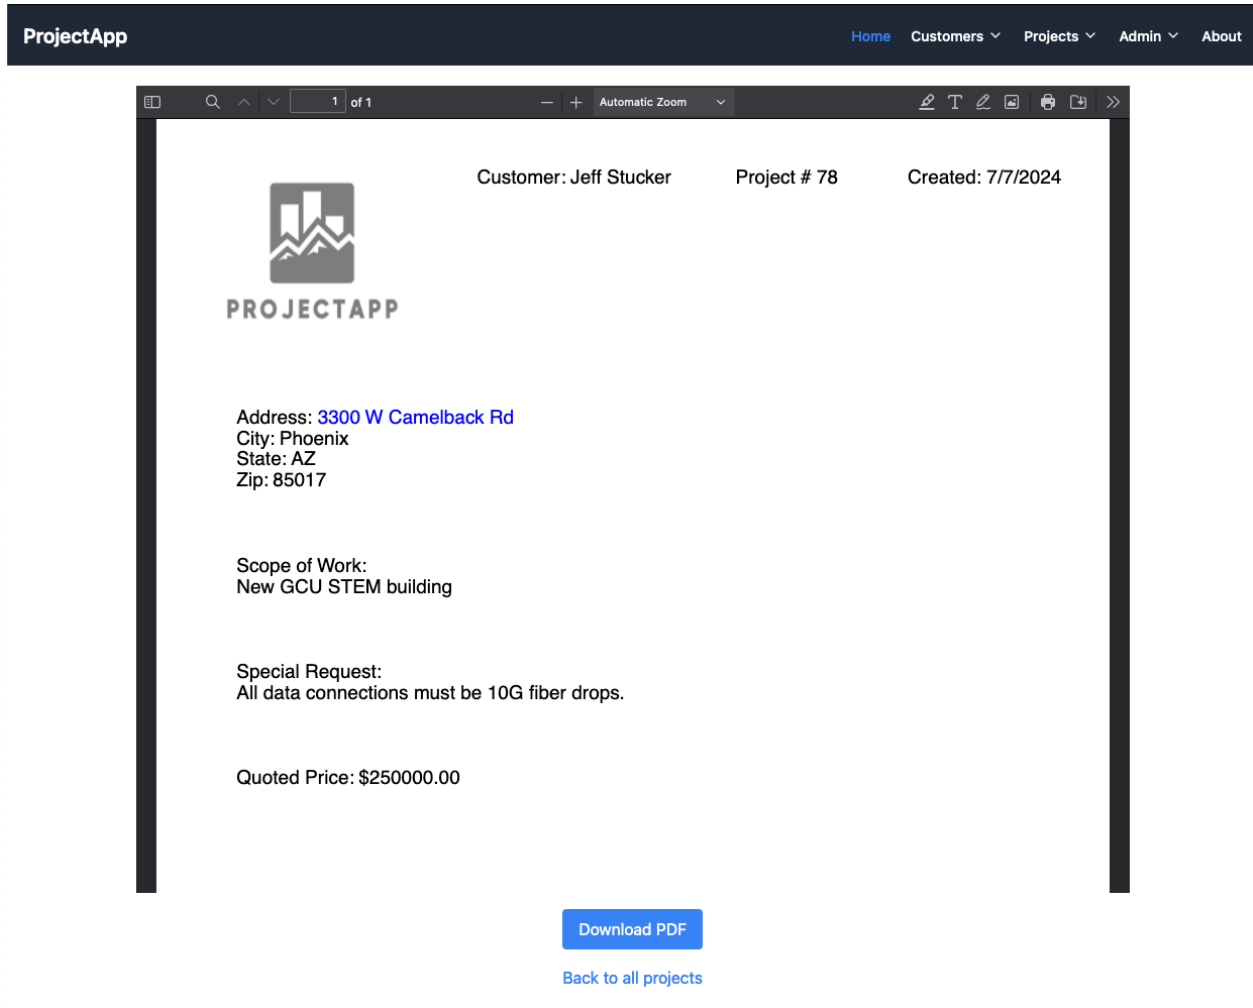 ProjectApp Home Customers Projects Admin About
1 of 1 Automatic Zoom
Customer: Jeff Stucker Project # 78 Created: 7/7/2024
PROJECTAPP
Address: 3300 W Camelback Rd
City: Phoenix
State: AZ
Zip: 85017
Scope of Work:
New GCU STEM building
Special Request:
All data connections must be 10G fiber drops.
Quoted Price: $250000.00
Download PDF
Back to all projects